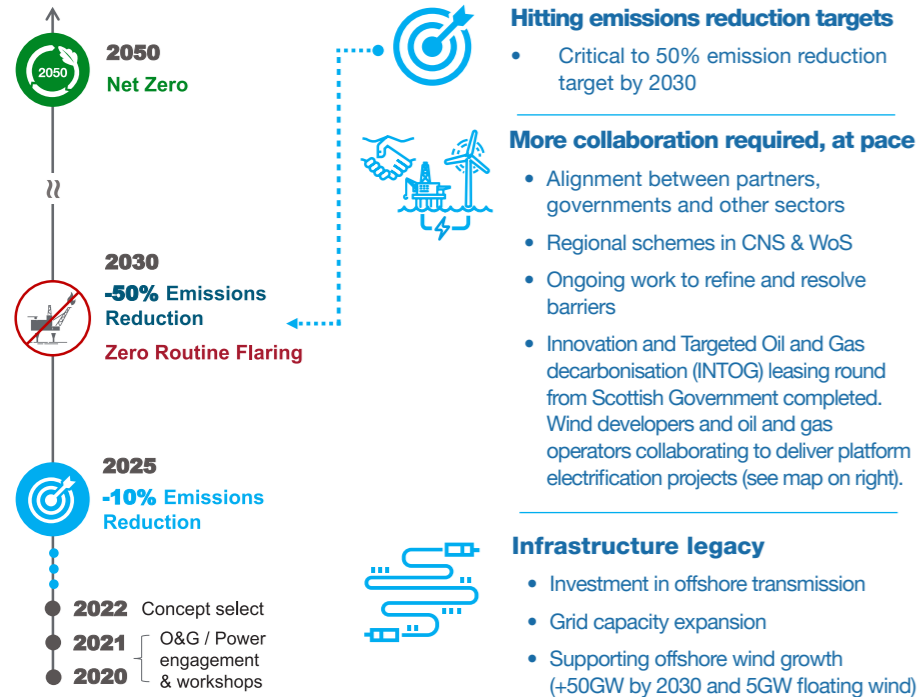 2050
2050
Net Zero
2030
-50% Emissions
Reduction
Zero Routine Flaring
2025
-10% Emissions
Reduction
2022 Concept select
2021
2020
O&G / Power
engagement
& workshops
Hitting emissions reduction targets
• Critical to 50% emission reduction
target by 2030
More collaboration required, at pace
• Alignment between partners,
governments and other sectors
• Regional schemes in CNS & WoS
• Ongoing work to refine and resolve
barriers
• Innovation and Targeted Oil and Gas
decarbonisation (INTOG) leasing round
from Scottish Government completed.
Wind developers and oil and gas
operators collaborating to deliver platform
electrification projects (see map on right).
Infrastructure legacy
• Investment in offshore transmission
• Grid capacity expansion
• Supporting offshore wind growth
(+50GW by 2030 and 5GW floating wind)